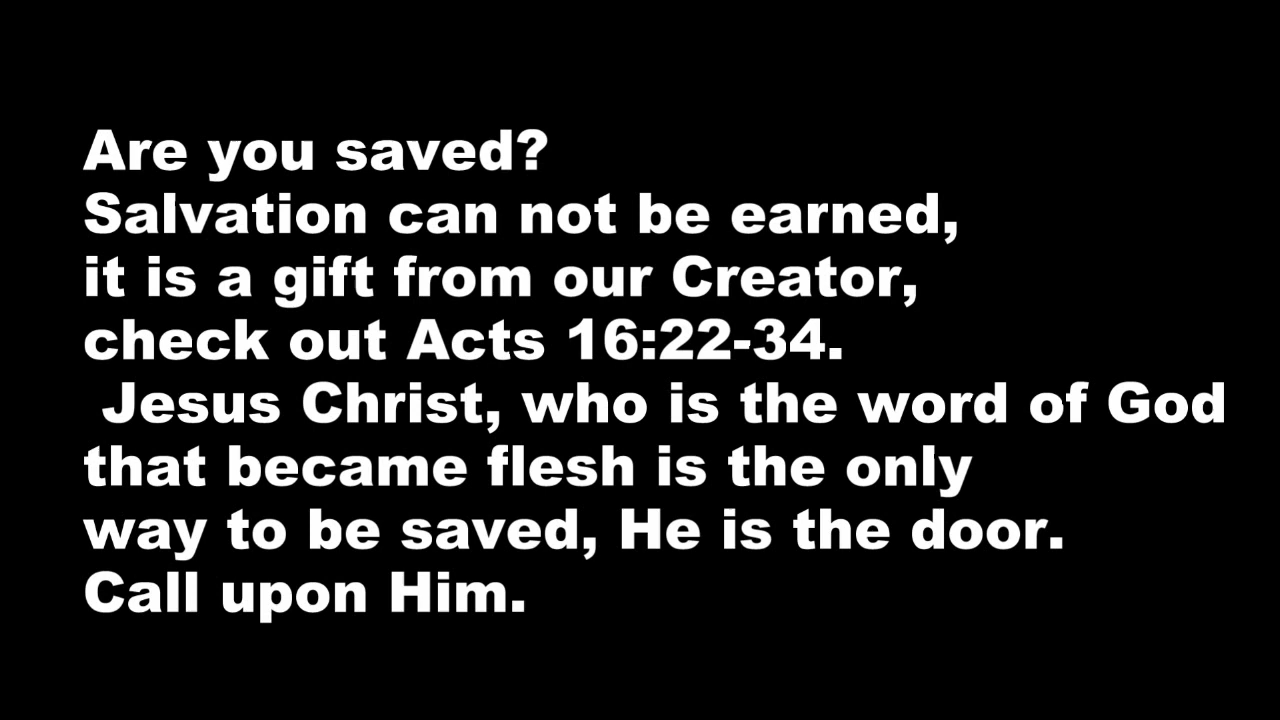 Are you saved?
Salvation can not be earned,
it is a gift from our Creator,
check out Acts 16:22-34.
Jesus Christ, who is the word of God
that became flesh is the only
way to be saved, He is the door.
Call upon Him.